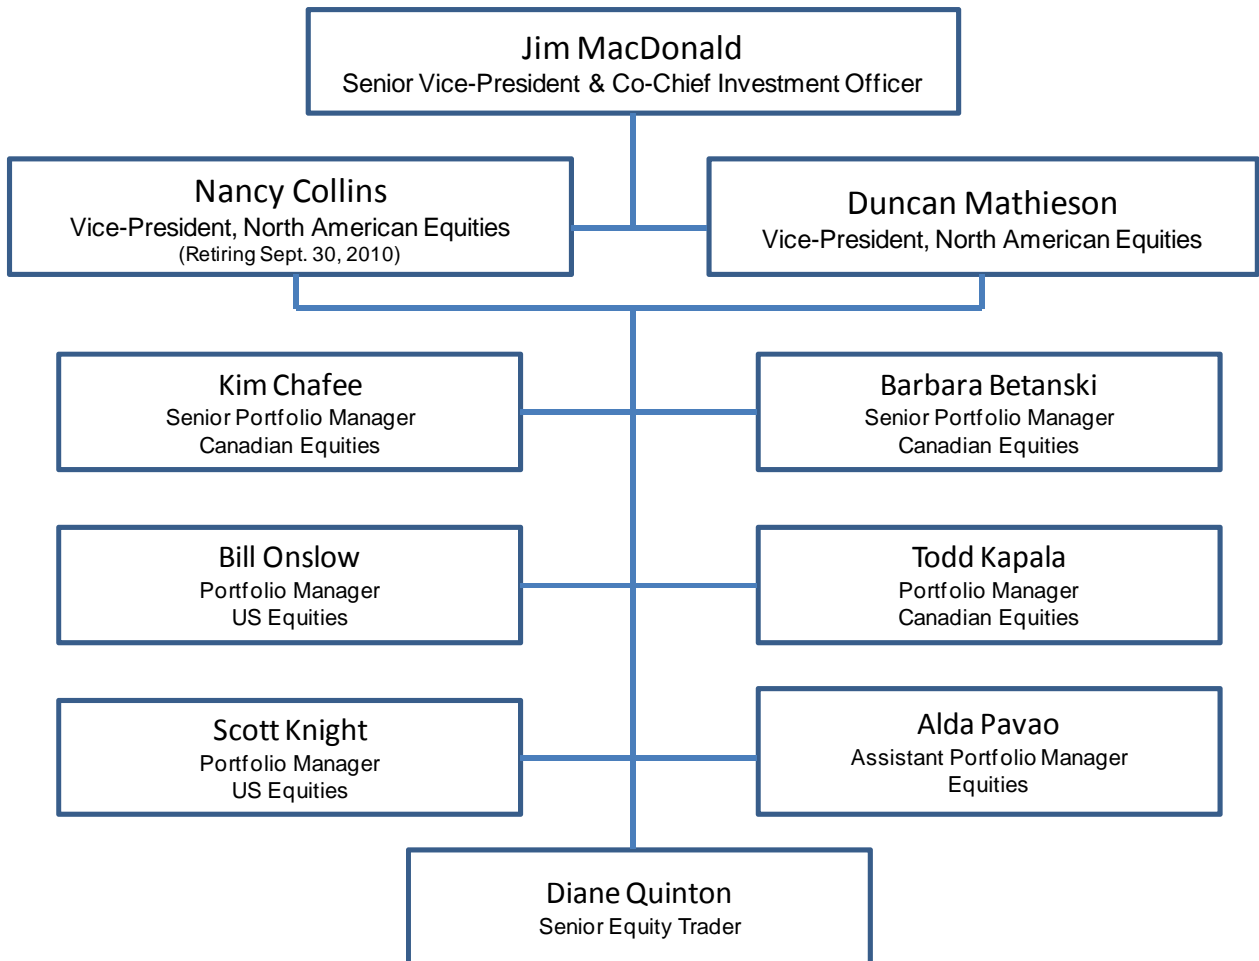 Jim MacDonald
Senior Vice-President & Co-Chief Investment Officer
Nancy Collins
Vice-President, North American Equities
(Retiring Sept. 30, 2010)
Duncan Mathieson
Vice-President, North American Equities
Kim Chafee
Senior Portfolio Manager
Canadian Equities
Barbara Betanski
Senior Portfolio Manager
Canadian Equities
Bill Onslow
Portfolio Manager
US Equities
Todd Kapala
Portfolio Manager
Canadian Equities
Scott Knight
Portfolio Manager
US Equities
Alda Pavao
Assistant Portfolio Manager
Equities
Diane Quinton
Senior Equity Trader